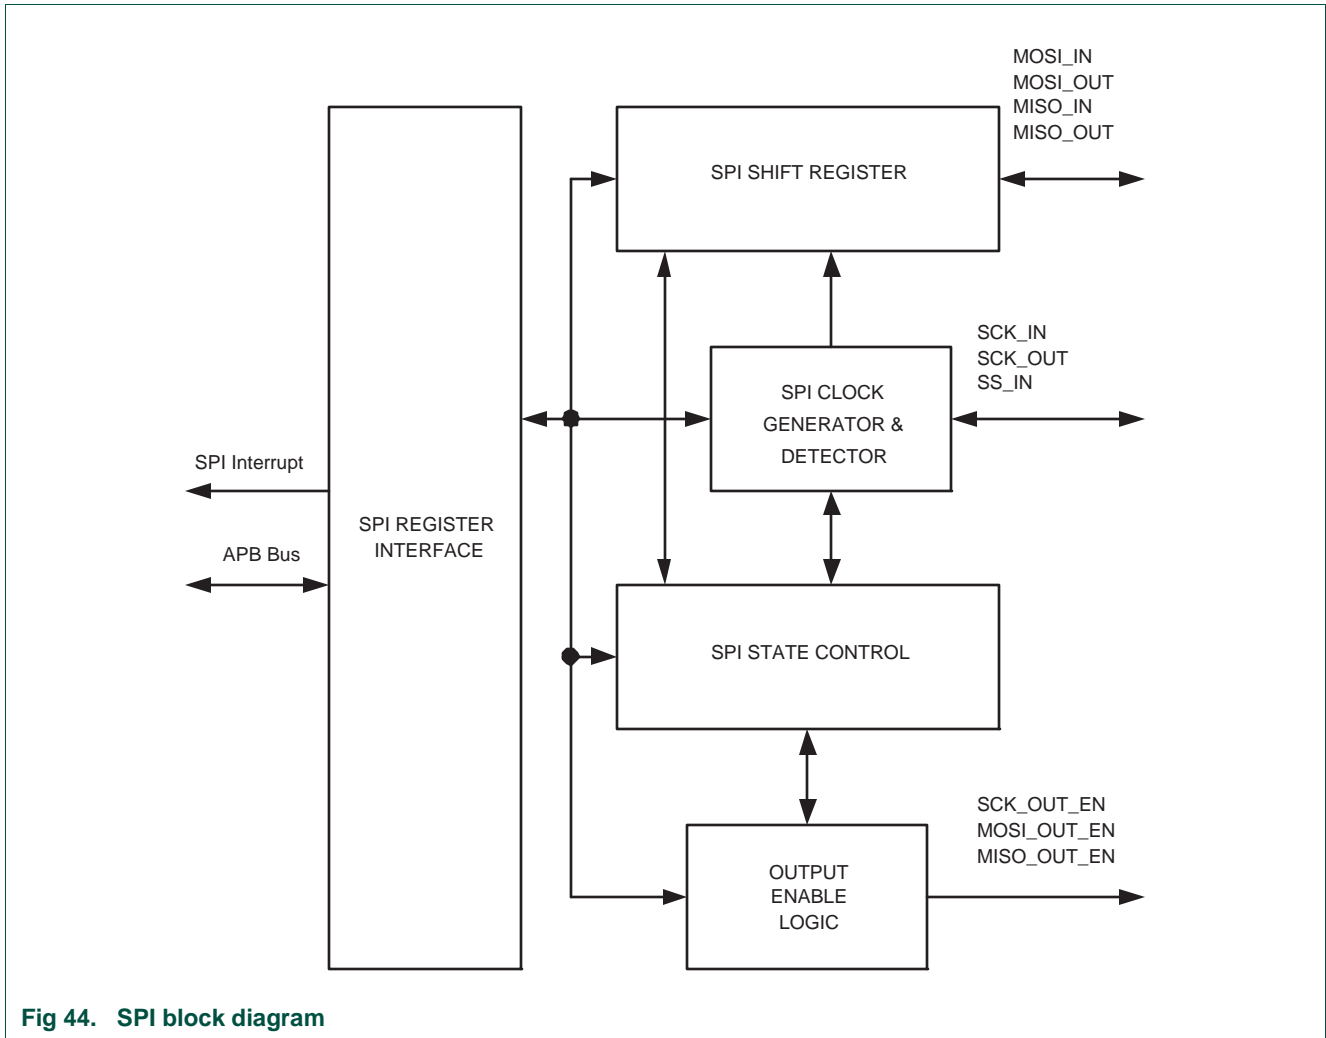 MOSI_IN
MOSI_OUT
MISO_IN
MISO_OUT
SPI SHIFT REGISTER
SCK_IN
SCK_OUT
SS_IN
SPI CLOCK
GENERATOR &
DETECTOR
SPI Interrupt
SPI REGISTER
INTERFACE
APB Bus
SPI STATE CONTROL
SCK_OUT_EN
MOSI_OUT_EN
MISO_OUT_EN
OUTPUT
ENABLE
LOGIC
Fig 44. SPI block diagram